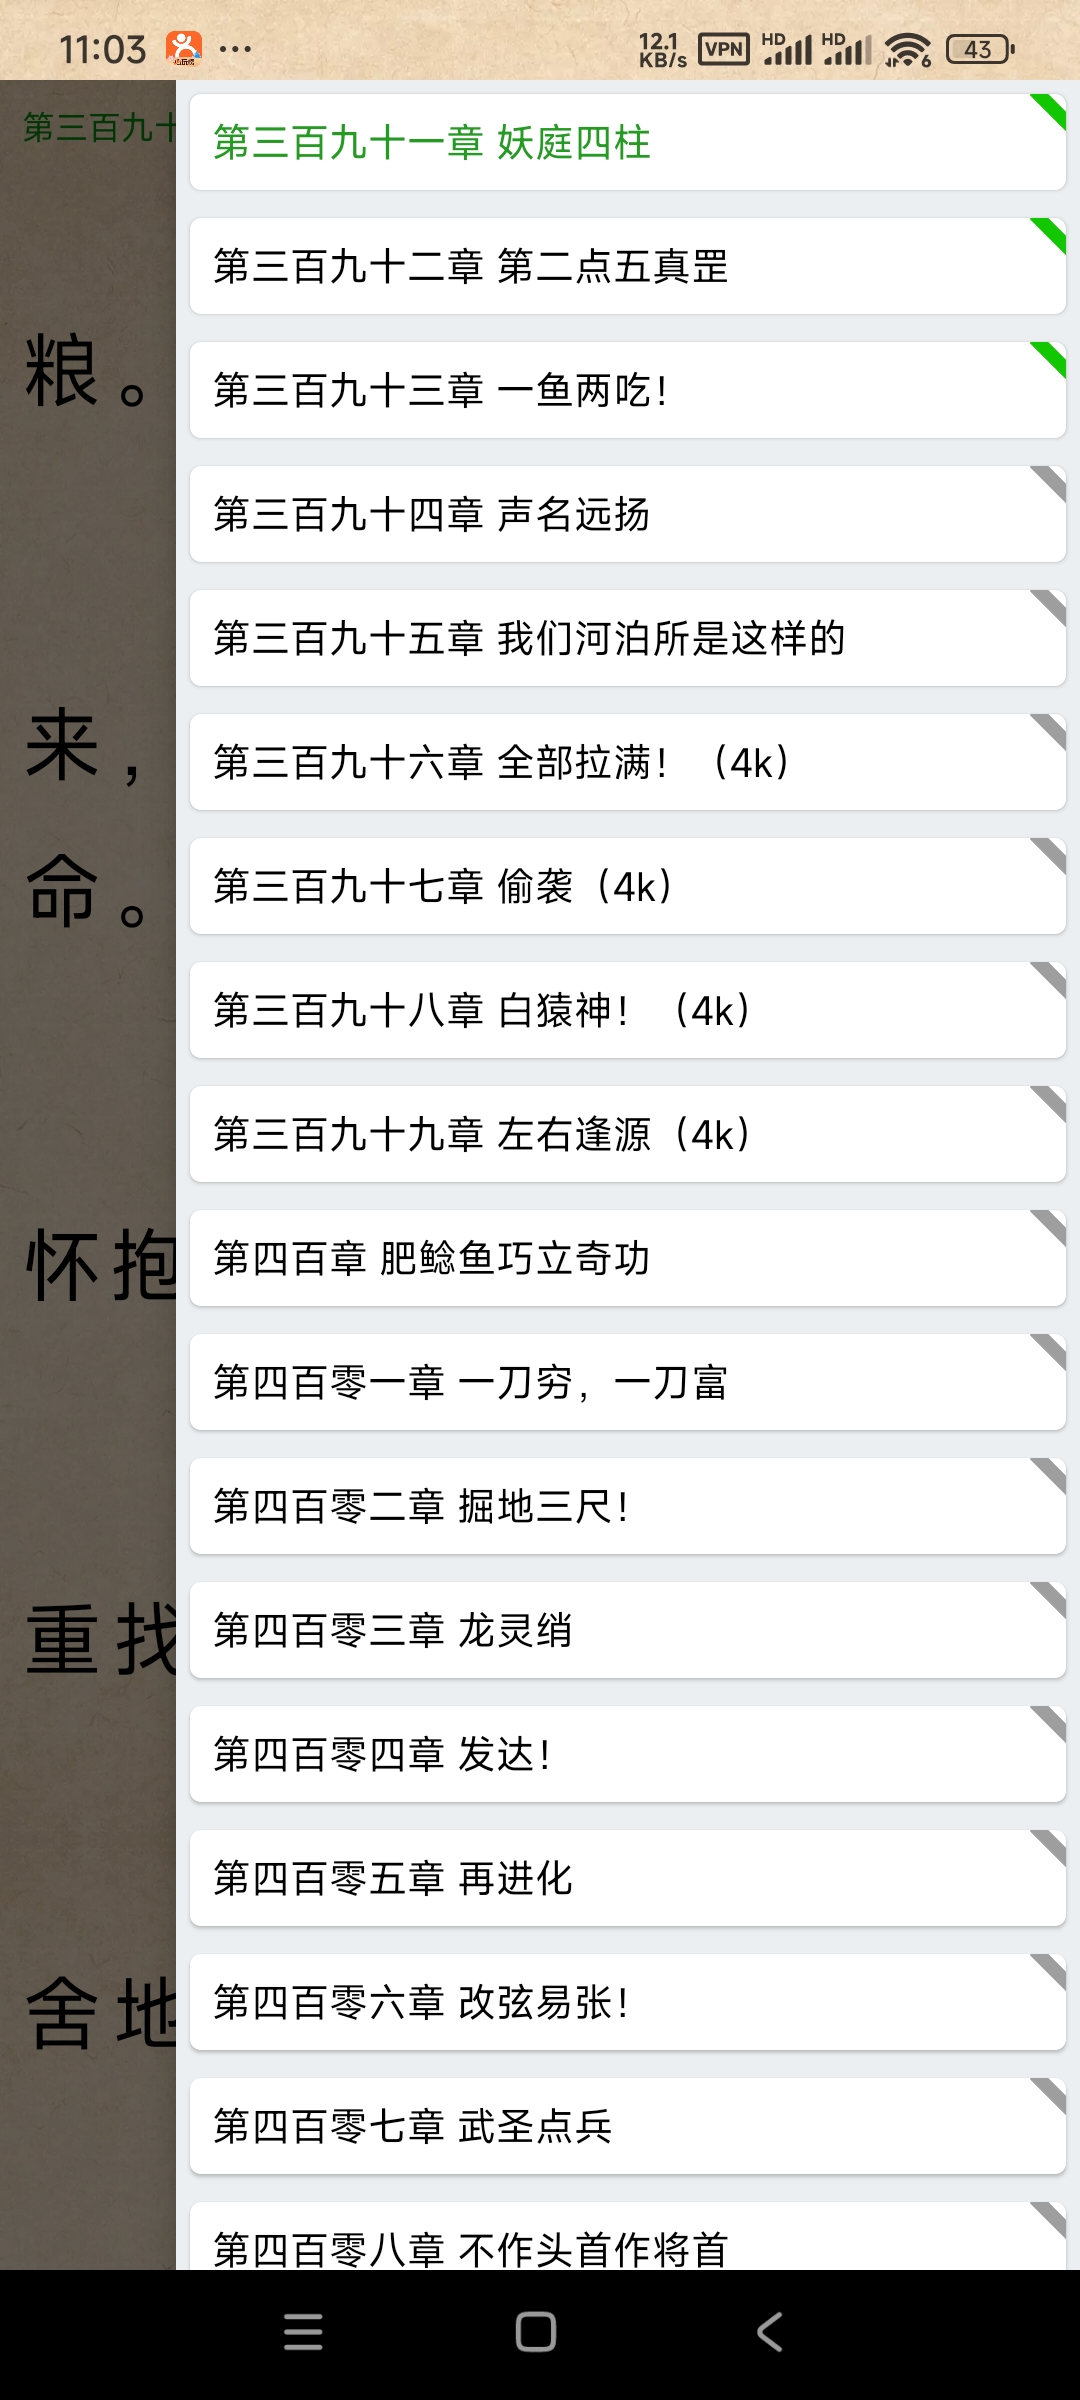 11:03
12.1 KB/s VPN HD HD 6 43
第三百九十
粮。
来，
命。
怀抱
重找
舍地
第三百九十一章 妖庭四柱
第三百九十二章 第二点五真罡
第三百九十三章 一鱼两吃！
第三百九十四章 声名远扬
第三百九十五章 我们河泊所是这样的
第三百九十六章 全部拉满！（4k）
第三百九十七章 偷袭（4k）
第三百九十八章 白猿神！（4k）
第三百九十九章 左右逢源（4k）
第四百章 肥鲶鱼巧立奇功
第四百零一章 一刀穷，一刀富
第四百零二章 掘地三尺！
第四百零三章 龙灵绡
第四百零四章 发达！
第四百零五章 再进化
第四百零六章 改弦易张！
第四百零七章 武圣点兵
第四百零八章 不作头首作将首